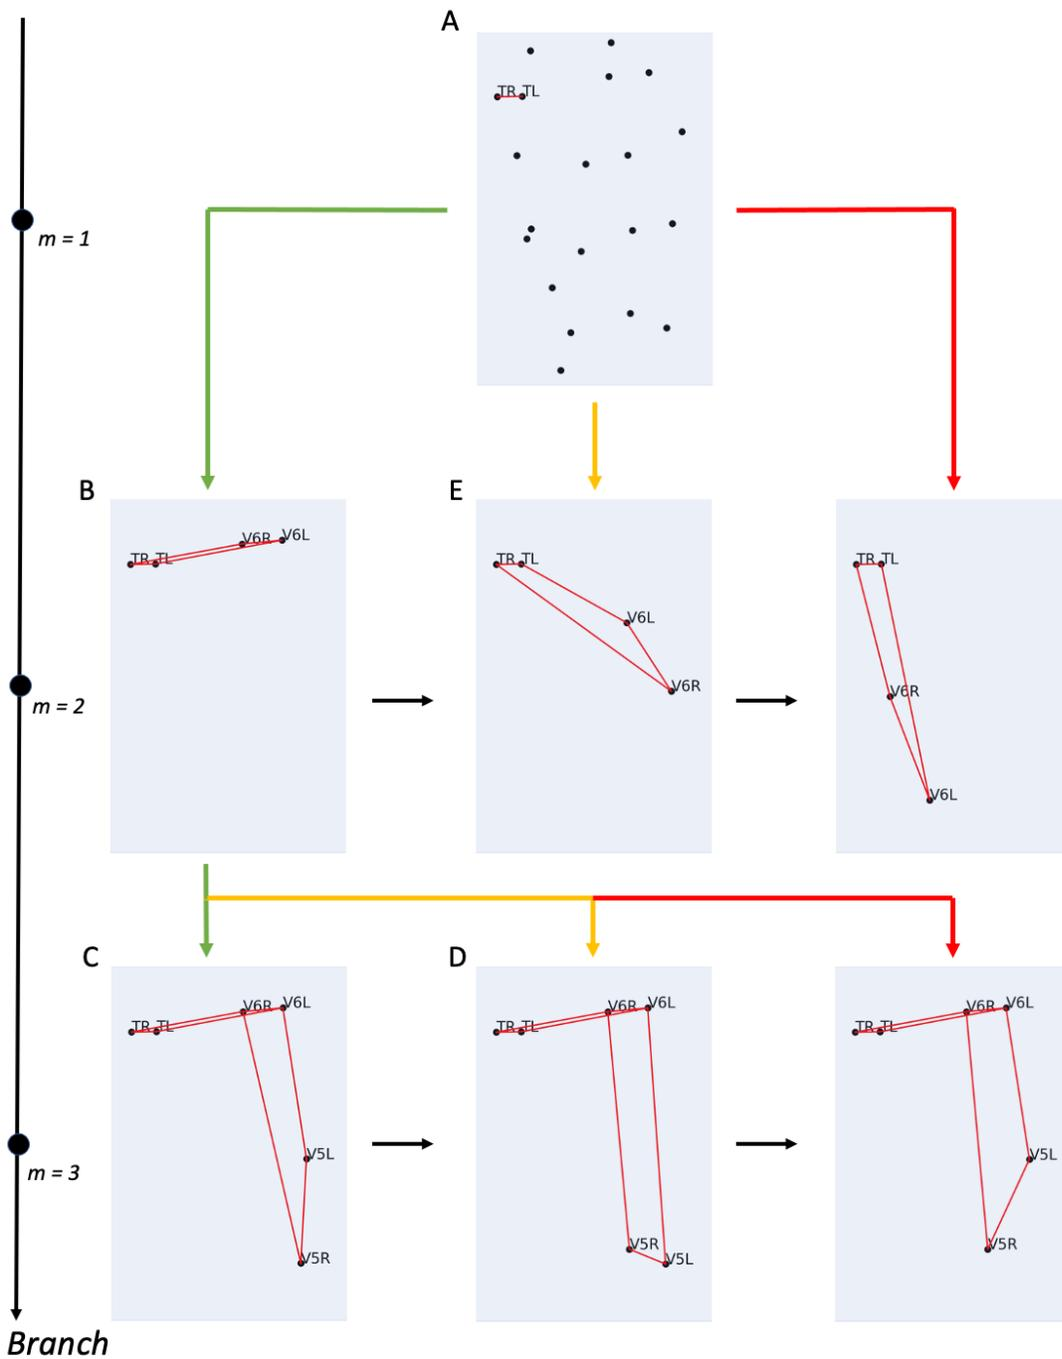 A
TR TL
m = 1
B
E
TR TL V6R V6L
TR TL
V6L
V6R
TR TL
V6R
V6L
m = 2
C
D
TR TL V6R V6L
V5L
V5R
TR TL V6R V6L
V5R
V5L
TR TL V6R V6L
V5L
V5R
m = 3
Branch